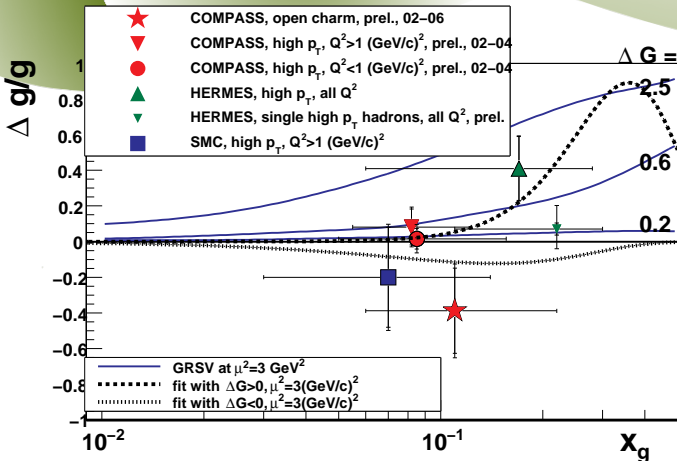 COMPASS, open charm, prel., 02-06
COMPASS, high p_T, Q²>1 (GeV/c)², prel., 02-04
COMPASS, high p_T, Q²<1 (GeV/c)², prel., 02-04
HERMES, high p_T, all Q²
HERMES, single high p_T hadrons, all Q², prel.
SMC, high p_T, Q²>1 (GeV/c)²
Δ G =
2.5
0.6
0.2
Δ g/g
1
0.8
0.6
0.4
0.2
0
-0.2
-0.4
-0.6
-0.8
-1
GRSV at μ²=3 GeV²
fit with ΔG>0, μ²=3(GeV/c)²
fit with ΔG<0, μ²=3(GeV/c)²
10⁻²
10⁻¹
x_g